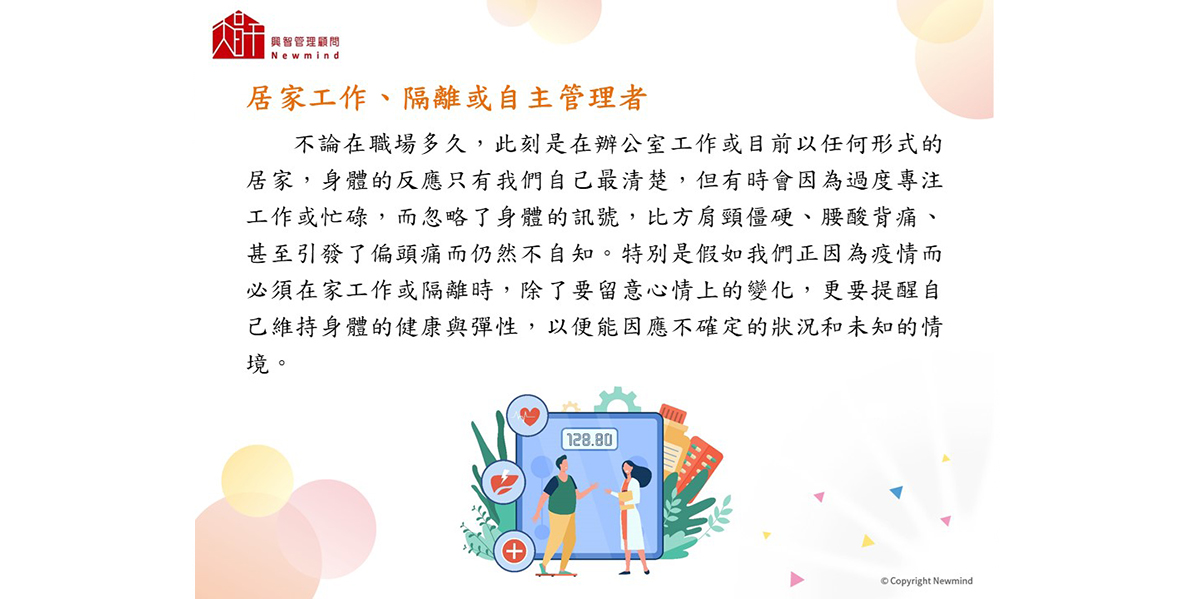 興智管理顧問
Newmind
居家工作、隔離或自主管理者
不論在職場多久，此刻是在辦公室工作或目前以任何形式的
居家，身體的反應只有我們自己最清楚，但有時會因為過度專注
工作或忙碌，而忽略了身體的訊號，比方肩頸僵硬、腰酸背痛、
甚至引發了偏頭痛而仍然不自知。特別是假如我們正因為疫情而
必須在家工作或隔離時，除了要留意心情上的變化，更要提醒自
己維持身體的健康與彈性，以便能因應不確定的狀況和未知的情
境。
128.80
© Copyright Newmind